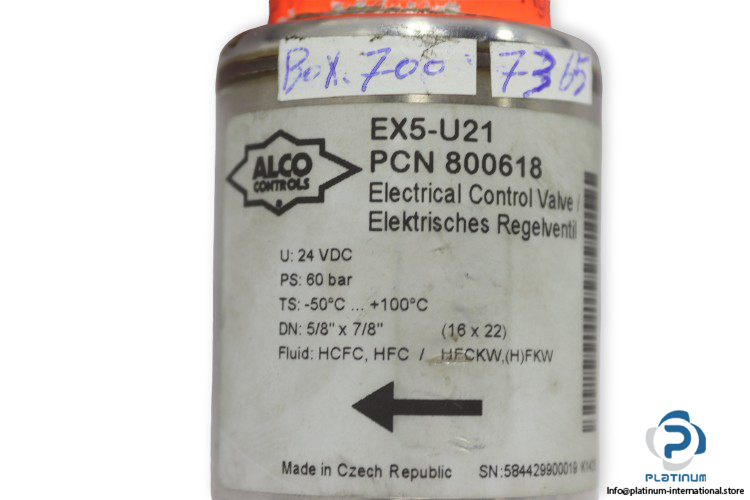 Box. 700 7365
ALCO
CONTROLS
EX5-U21
PCN 800618
Electrical Control Valve /
Elektrisches Regelventil
U: 24 VDC
PS: 60 bar
TS: -50°C ... +100°C
DN: 5/8" x 7/8" (16 x 22)
Fluid: HCFC, HFC / HFCKW,(H)FKW
Made in Czech Republic SN:584429900019
PLATINUM
Info@platinum-international.store